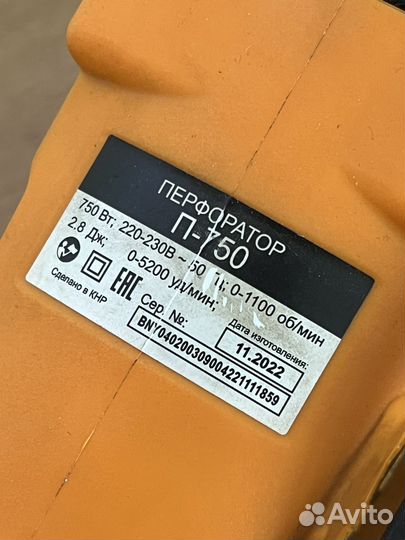 ПЕРФОРАТОР
П-750
750 Вт; 220-230В ~ 50 Гц; 0-1100 об/мин
2.8 Дж; 0-5200 уд/мин;
EAC
Дата изготовления:
11.2022
Сделано в КНР
Сер. №:
BNY040200309004221111859
Avito